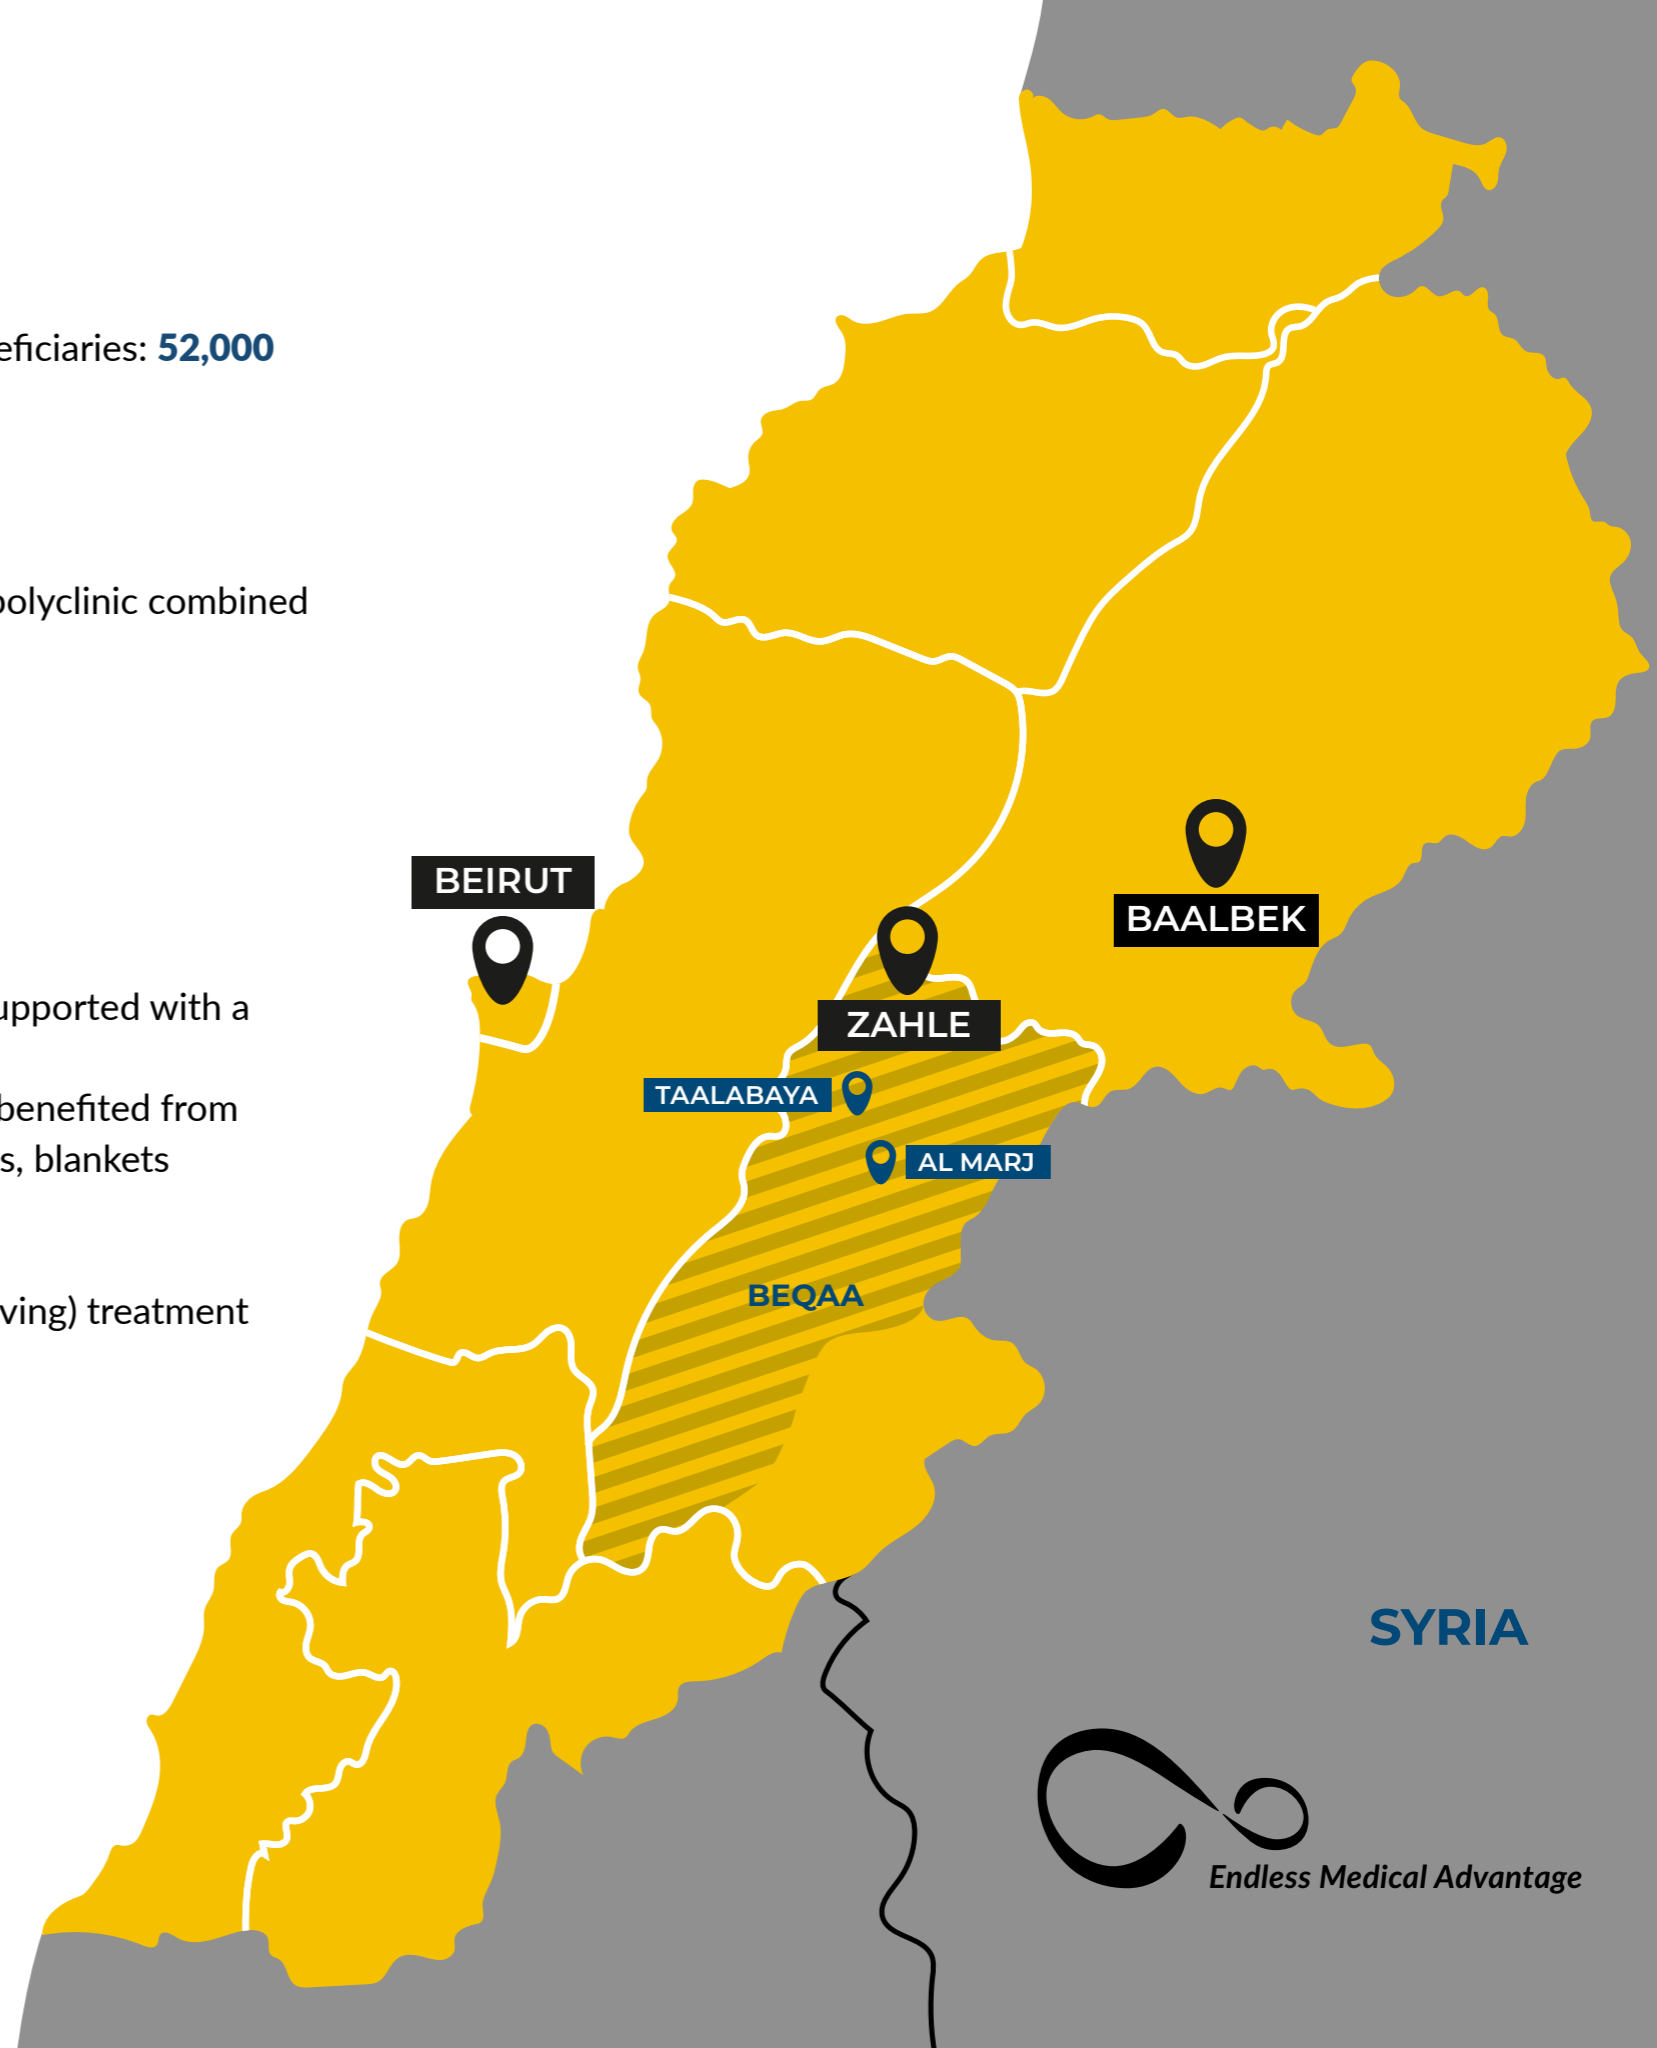 eficiaries: 52,000
polyclinic combined
BEIRUT
BAALBEK
upported with a
ZAHLE
TAALABAYA
benefited from
s, blankets
AL MARJ
BEQAA
ving) treatment
SYRIA
Endless Medical Advantage